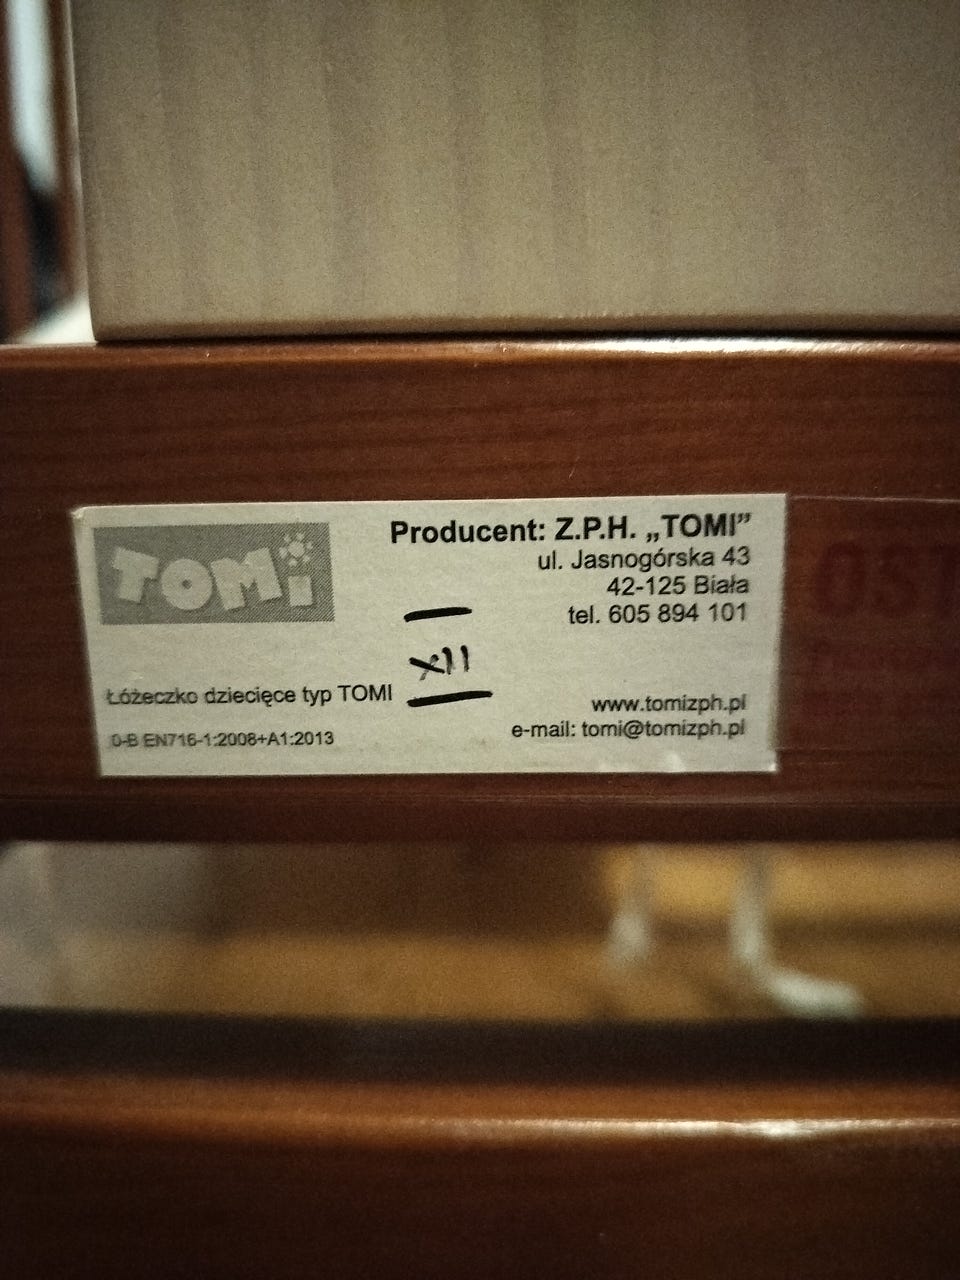 TOMi
Producent: Z.P.H. „TOMI”
ul. Jasnogórska 43
42-125 Biała
tel. 605 894 101
XII
Łóżeczko dziecięce typ TOMI
0-B EN716-1:2008+A1:2013
www.tomizph.pl
e-mail: tomi@tomizph.pl